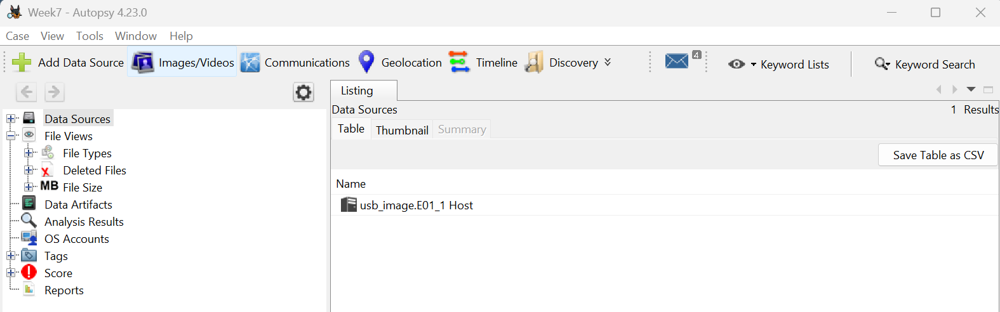 Week7 - Autopsy 4.23.0
Case View Tools Window Help
Add Data Source Images/Videos Communications Geolocation Timeline Discovery 4 Keyword Lists Keyword Search
Listing
Data Sources 1 Results
Table Thumbnail Summary
Save Table as CSV
Name
usb_image.E01_1 Host
Data Sources
File Views
File Types
Deleted Files
MB File Size
Data Artifacts
Analysis Results
OS Accounts
Tags
Score
Reports